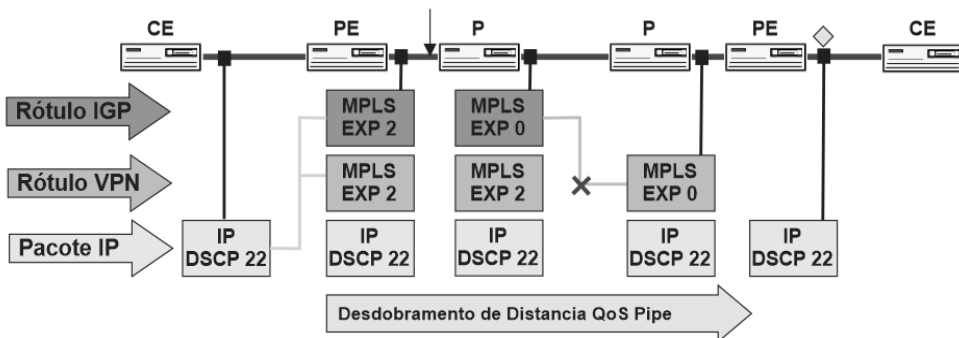 CE PE P P PE CE
Rótulo IGP
MPLS EXP 2
MPLS EXP 0
Rótulo VPN
MPLS EXP 2
MPLS EXP 2
MPLS EXP 0
Pacote IP
IP DSCP 22
IP DSCP 22
IP DSCP 22
IP DSCP 22
IP DSCP 22
Desdobramento de Distancia QoS Pipe